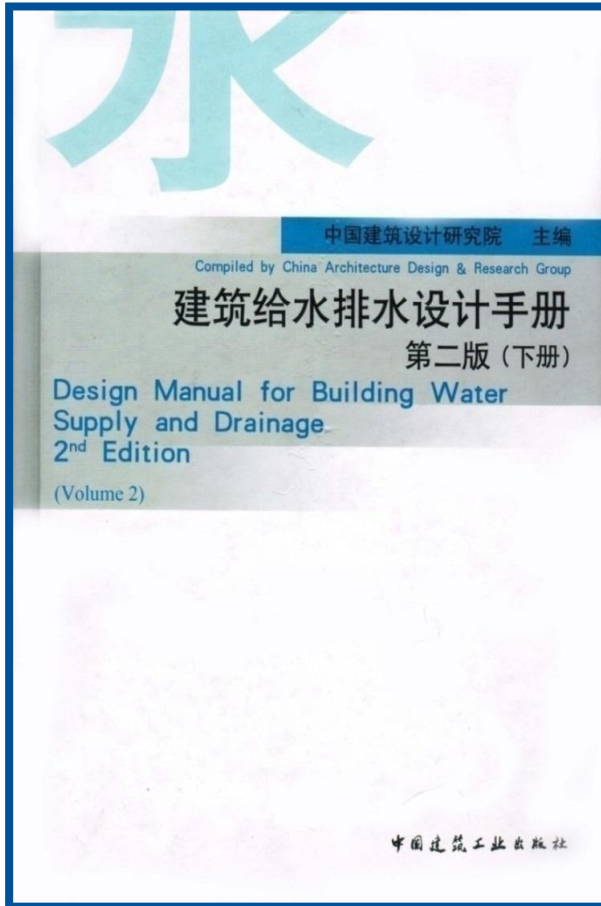 水
中国建筑设计研究院 主编
Compiled by China Architecture Design & Research Group
建筑给水排水设计手册
第二版（下册）
Design Manual for Building Water
Supply and Drainage
2nd Edition
(Volume 2)
中国建筑工业出版社